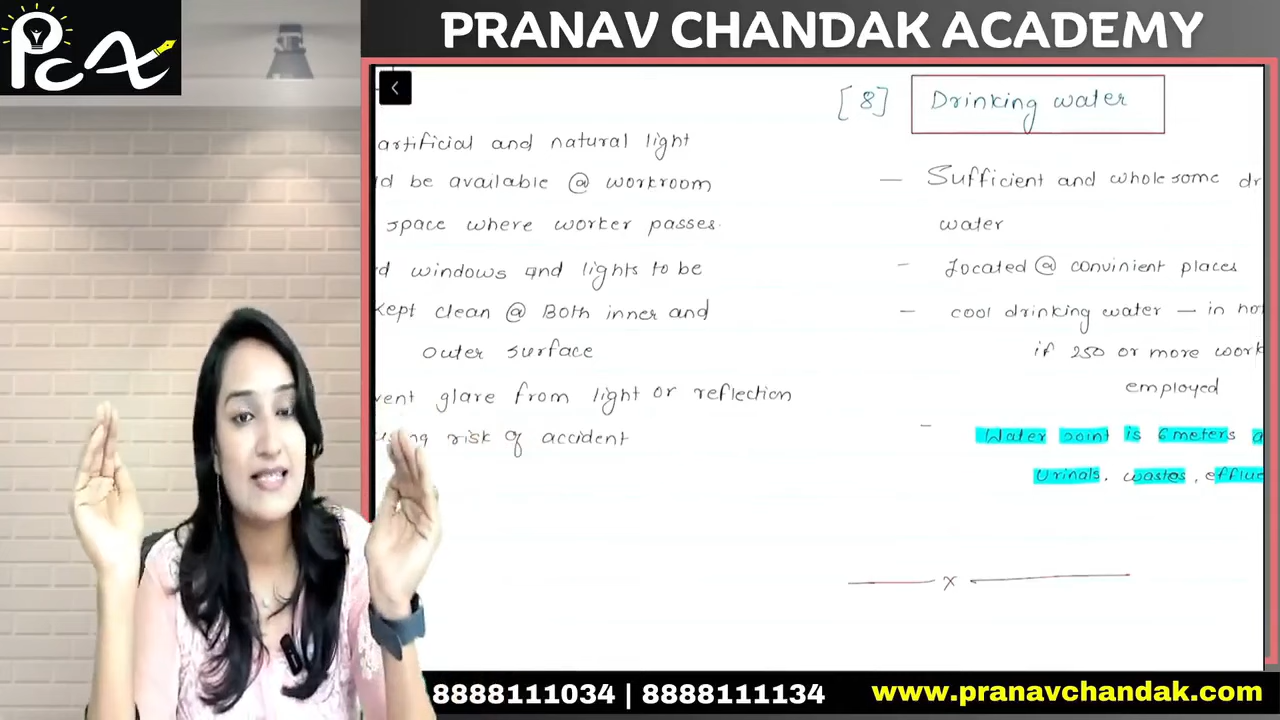 PCA
PRANAV CHANDAK ACADEMY
artificial and natural light
be available @ workroom
space where worker passes.
windows and lights to be
kept clean @ Both inner and
outer surface
glare from light or reflection
risk of accident
[8] Drinking water
— Sufficient and wholesome dr
water
- Located @ convinient places
- cool drinking water — in ho
if 250 or more work
employed
- Water point is 6 meters a
Urinals, wastes, efflue
x
8888111034 | 8888111134
www.pranavchandak.com